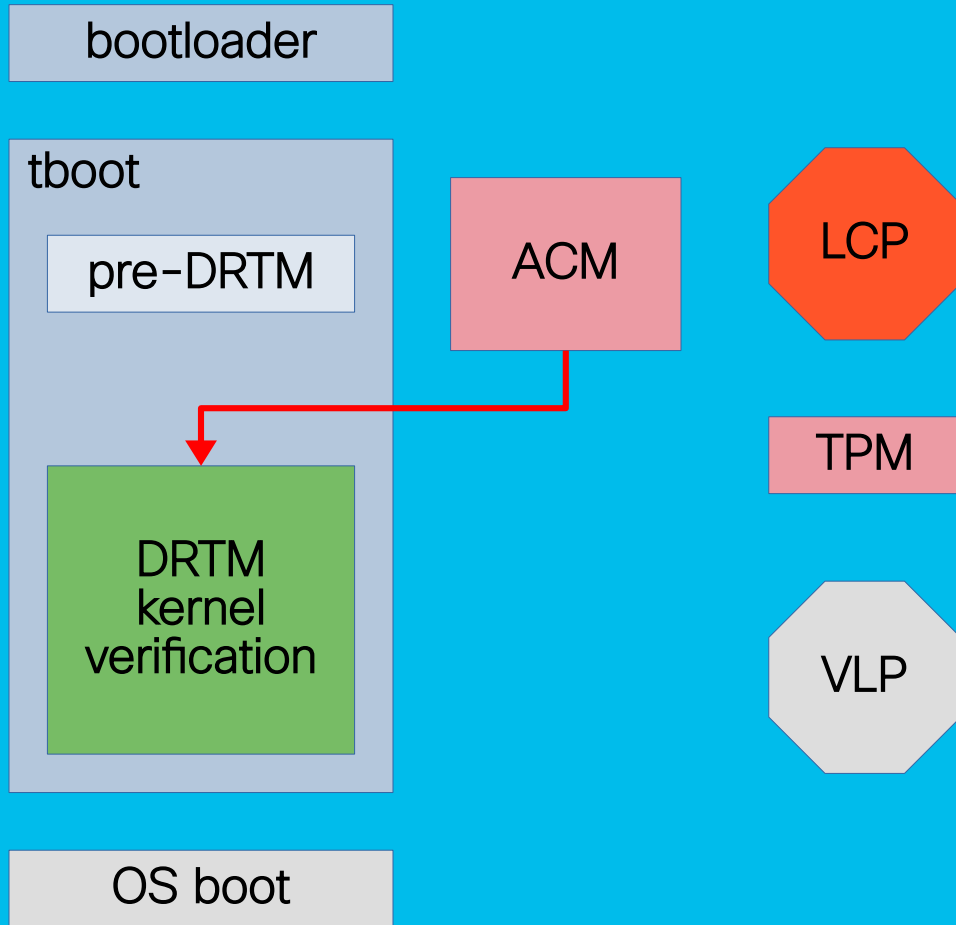 bootloader
tboot
pre-DRTM
ACM
LCP
TPM
DRTM
kernel
verification
VLP
OS boot